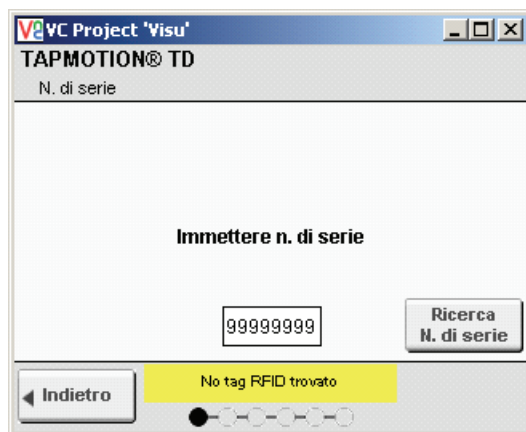 VC Project 'Visu'
TAPMOTION® TD
N. di serie
Immettere n. di serie
99999999
Ricerca
N. di serie
Indietro
No tag RFID trovato